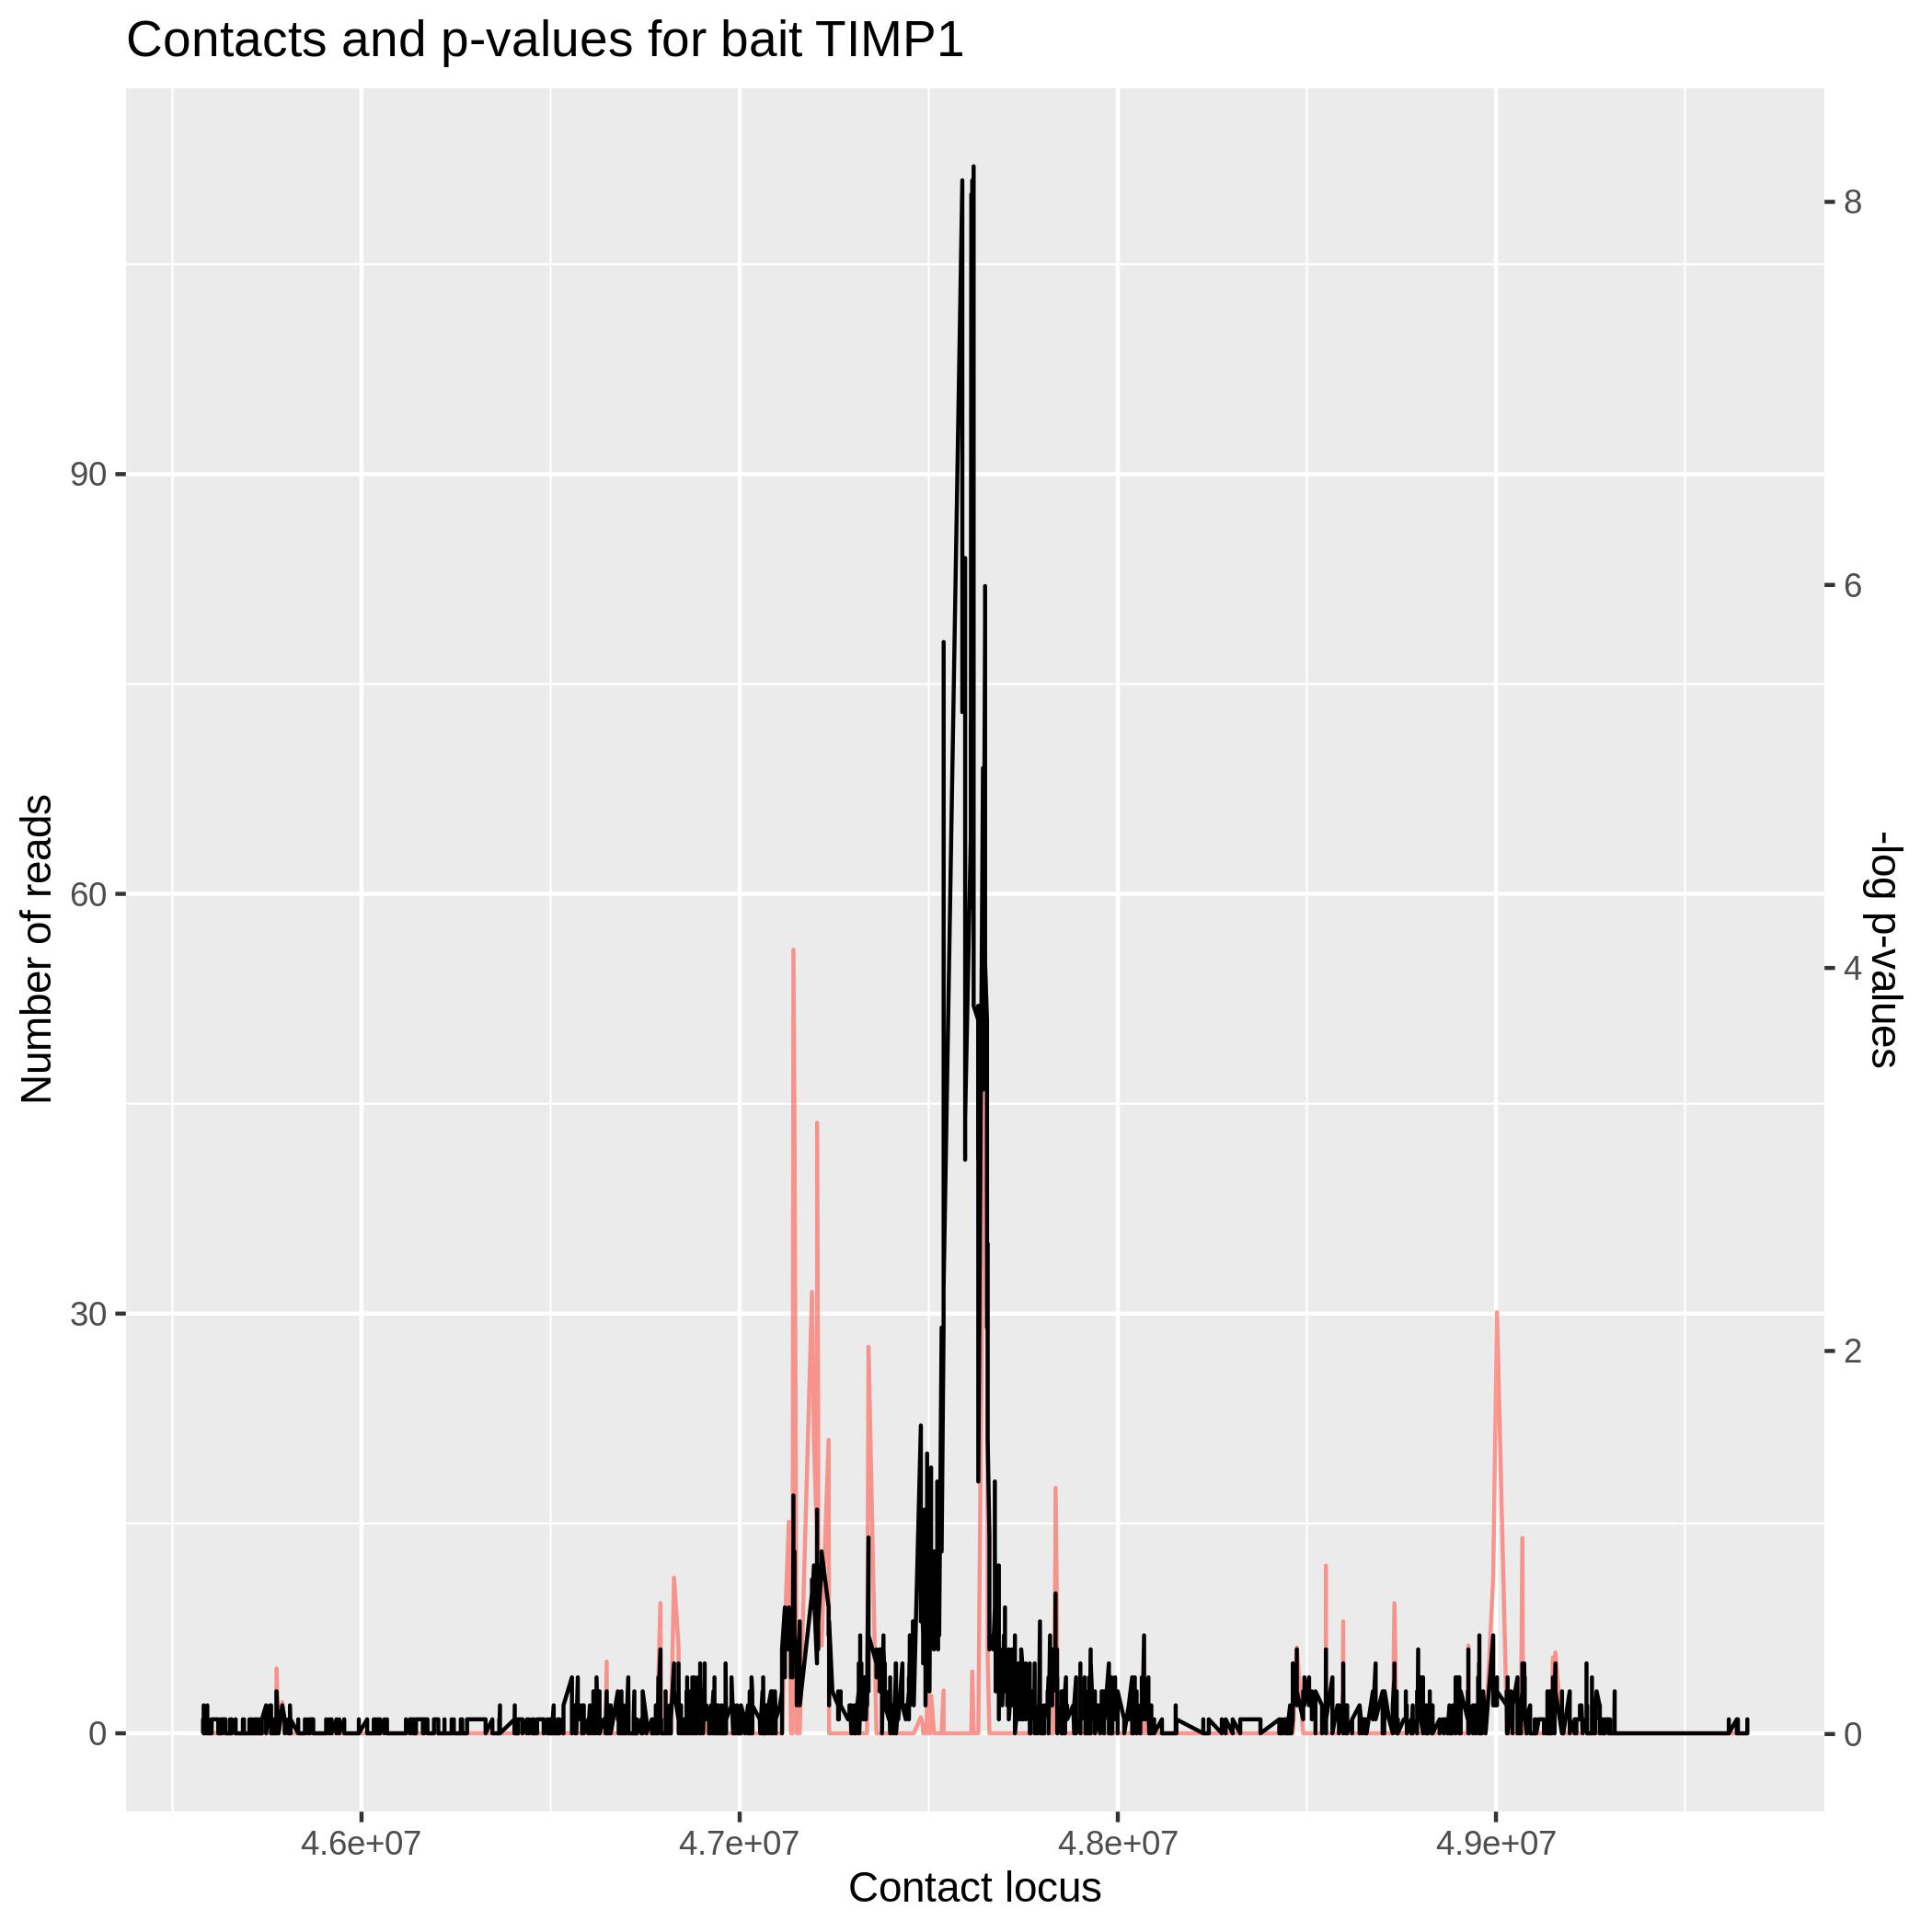 Contacts and p-values for bait TIMP1
Number of reads
90
60
30
0
8
6
4
2
0
-log p-values
4.6e+07
4.7e+07
4.8e+07
4.9e+07
Contact locus